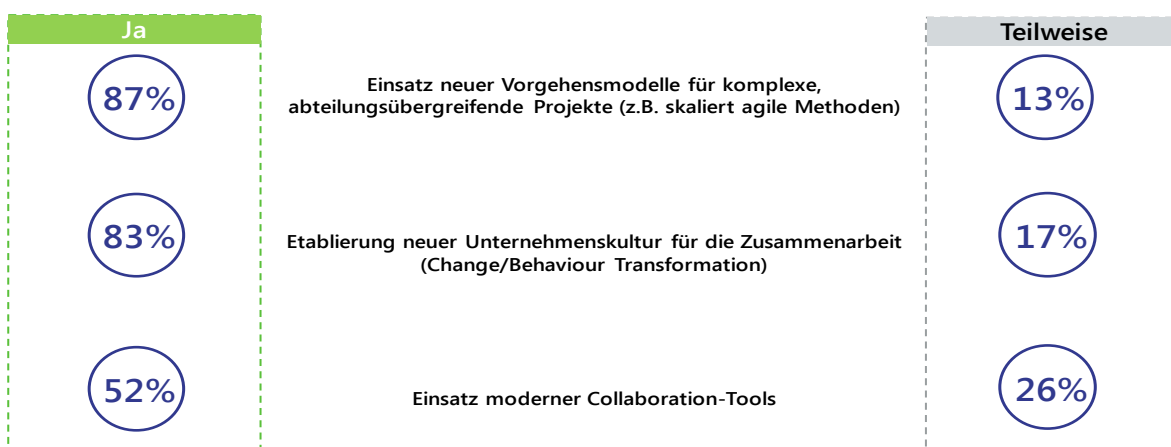 Ja
Teilweise
87%
Einsatz neuer Vorgehensmodelle für komplexe,
abteilungsübergreifende Projekte (z.B. skaliert agile Methoden)
13%
83%
Etablierung neuer Unternehmenskultur für die Zusammenarbeit
(Change/Behaviour Transformation)
17%
52%
Einsatz moderner Collaboration-Tools
26%